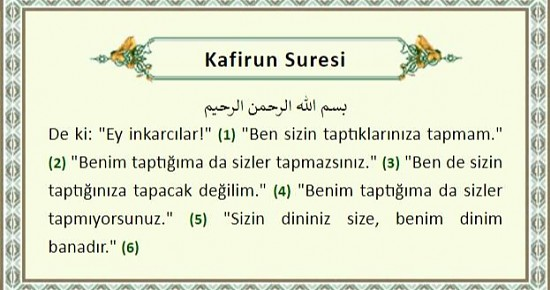 Kafirun Suresi
بسم الله الرحمن الرحيم
De ki: "Ey inkarcılar!" (1) "Ben sizin taptıklarınıza tapmam."
(2) "Benim taptığıma da sizler tapmazsınız." (3) "Ben de sizin
taptığınıza tapacak değilim." (4) "Benim taptığıma da sizler
tapmıyorsunuz." (5) "Sizin dininiz size, benim dinim
banadır." (6)